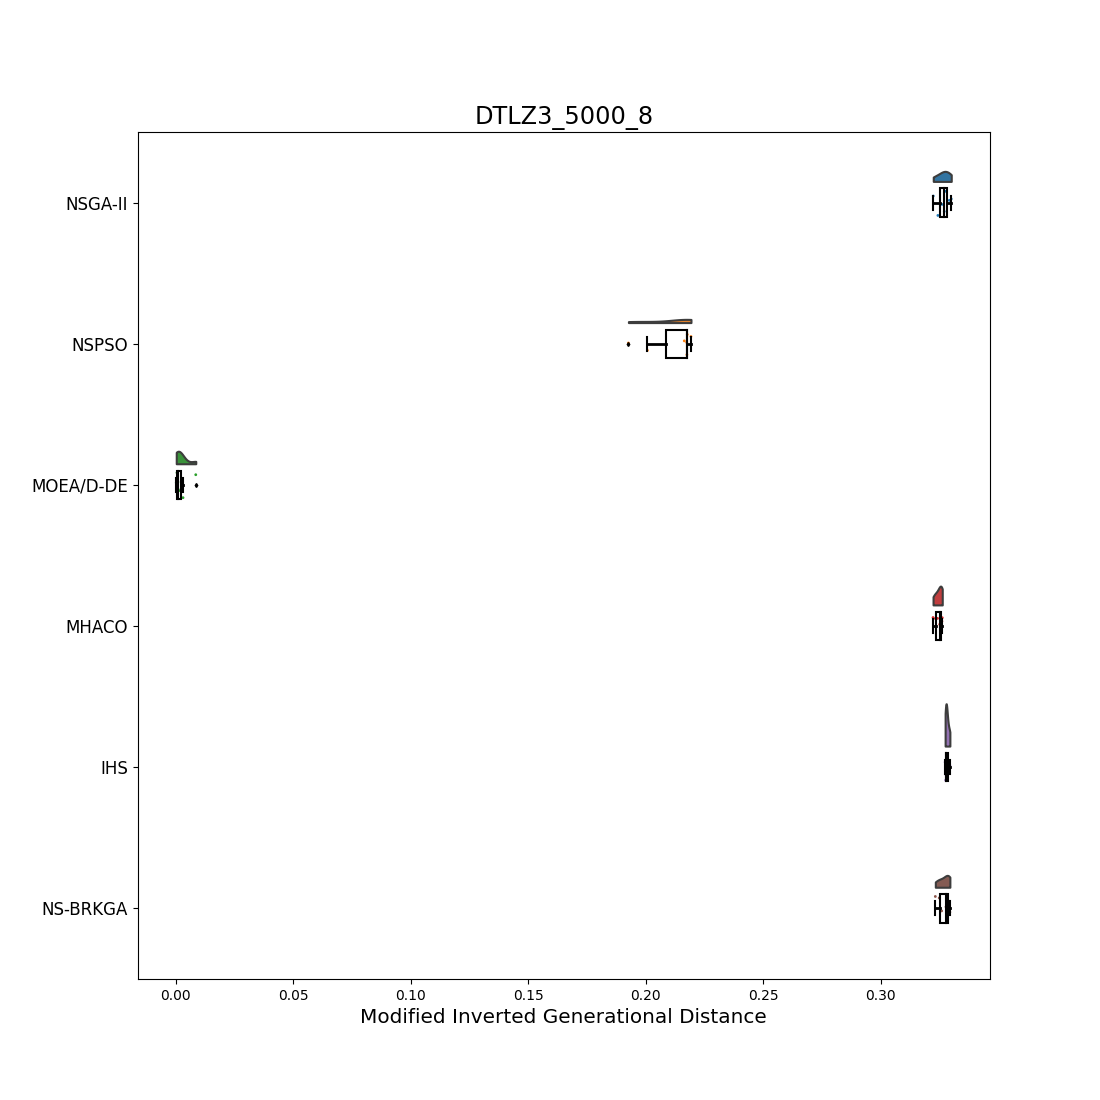 DTLZ3_5000_8
NSGA-II
NSPSO
MOEA/D-DE
MHACO
IHS
NS-BRKGA
0.00 0.05 0.10 0.15 0.20 0.25 0.30
Modified Inverted Generational Distance